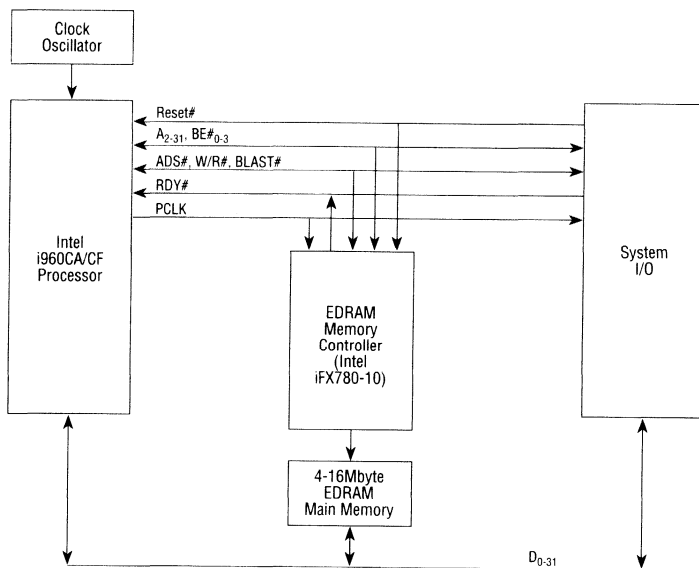 Clock
Oscillator
Reset#
A2-31, BE#0-3
ADS#, W/R#, BLAST#
RDY#
PCLK
Intel
i960CA/CF
Processor
EDRAM
Memory
Controller
(Intel
iFX780-10)
System
I/O
4-16Mbyte
EDRAM
Main Memory
D0-31